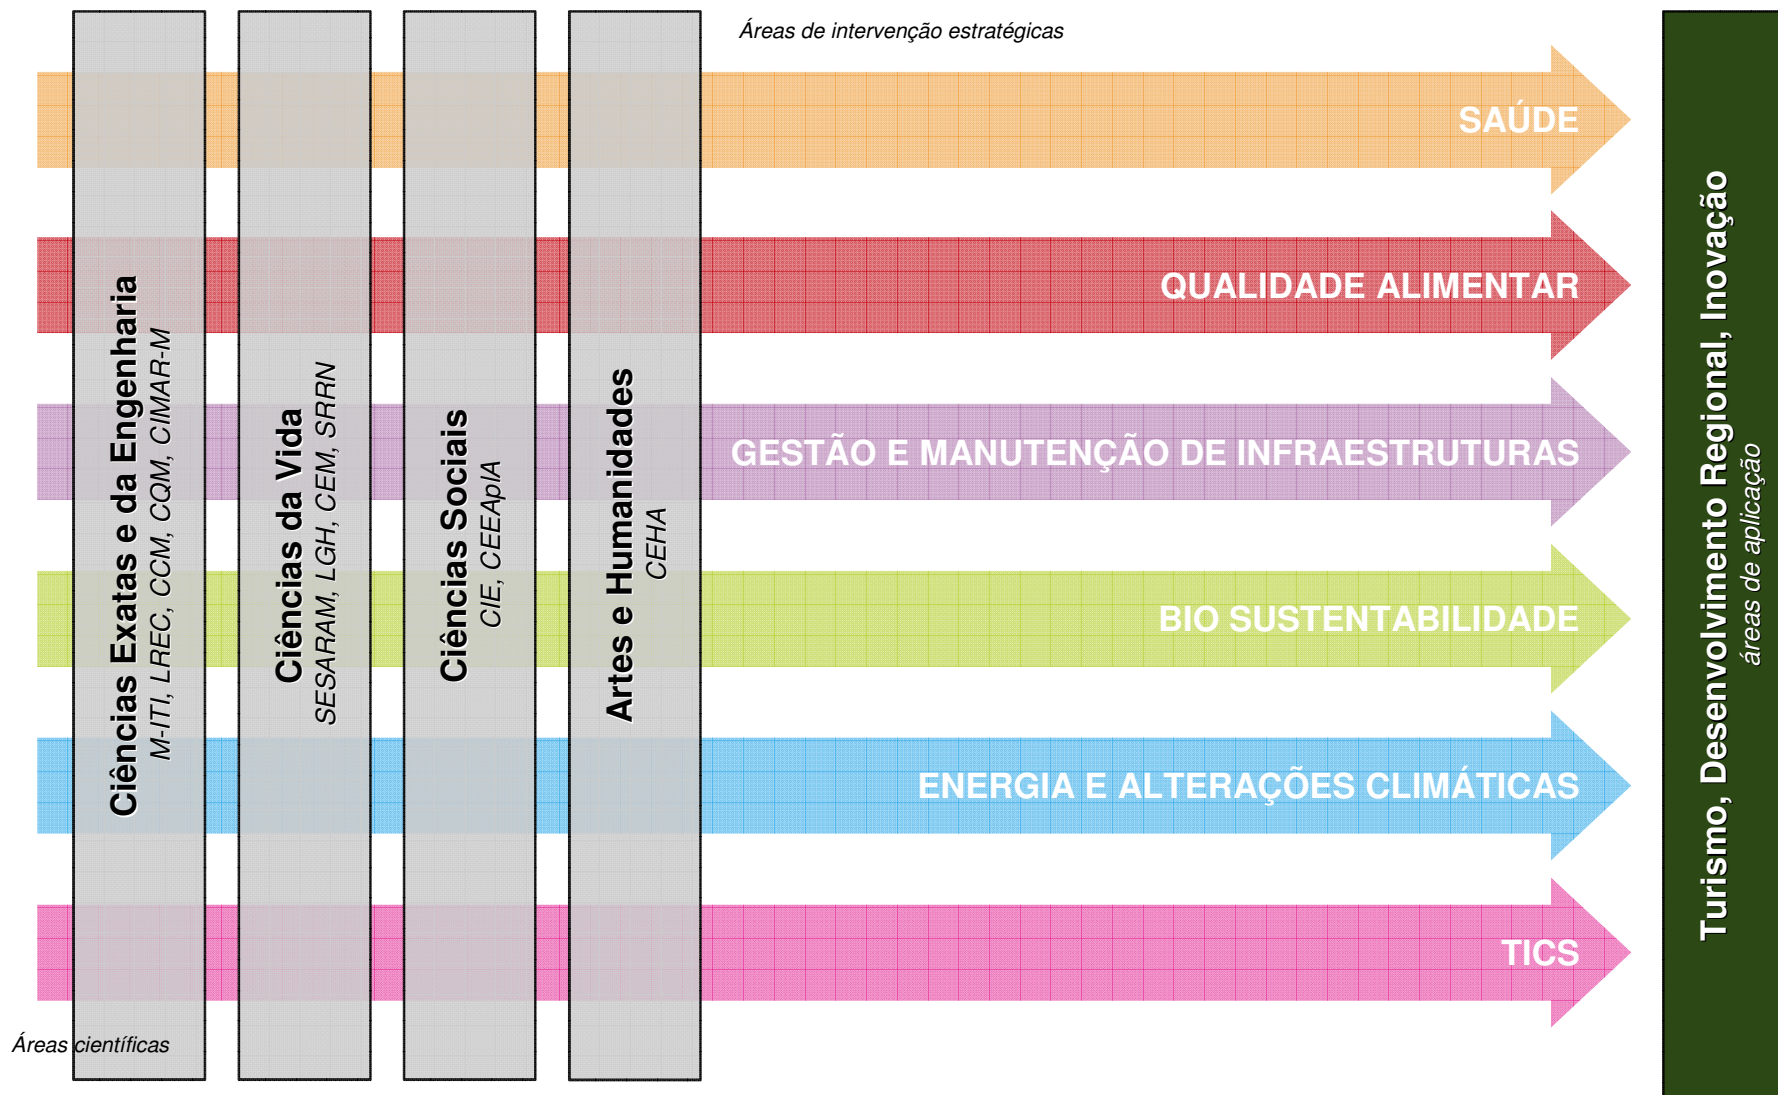 Áreas de intervenção estratégicas
SAÚDE
QUALIDADE ALIMENTAR
GESTÃO E MANUTENÇÃO DE INFRAESTRUTURAS
BIO SUSTENTABILIDADE
ENERGIA E ALTERAÇÕES CLIMÁTICAS
TICS
Ciências Exatas e da Engenharia
M-ITI, LREC, CCM, CQM, CIMAR-M
Ciências da Vida
SESARAM, LGH, CEM, SRRN
Ciências Sociais
CIE, CEEAplA
Artes e Humanidades
CEHA
Áreas científicas
Turismo, Desenvolvimento Regional, Inovação
áreas de aplicação